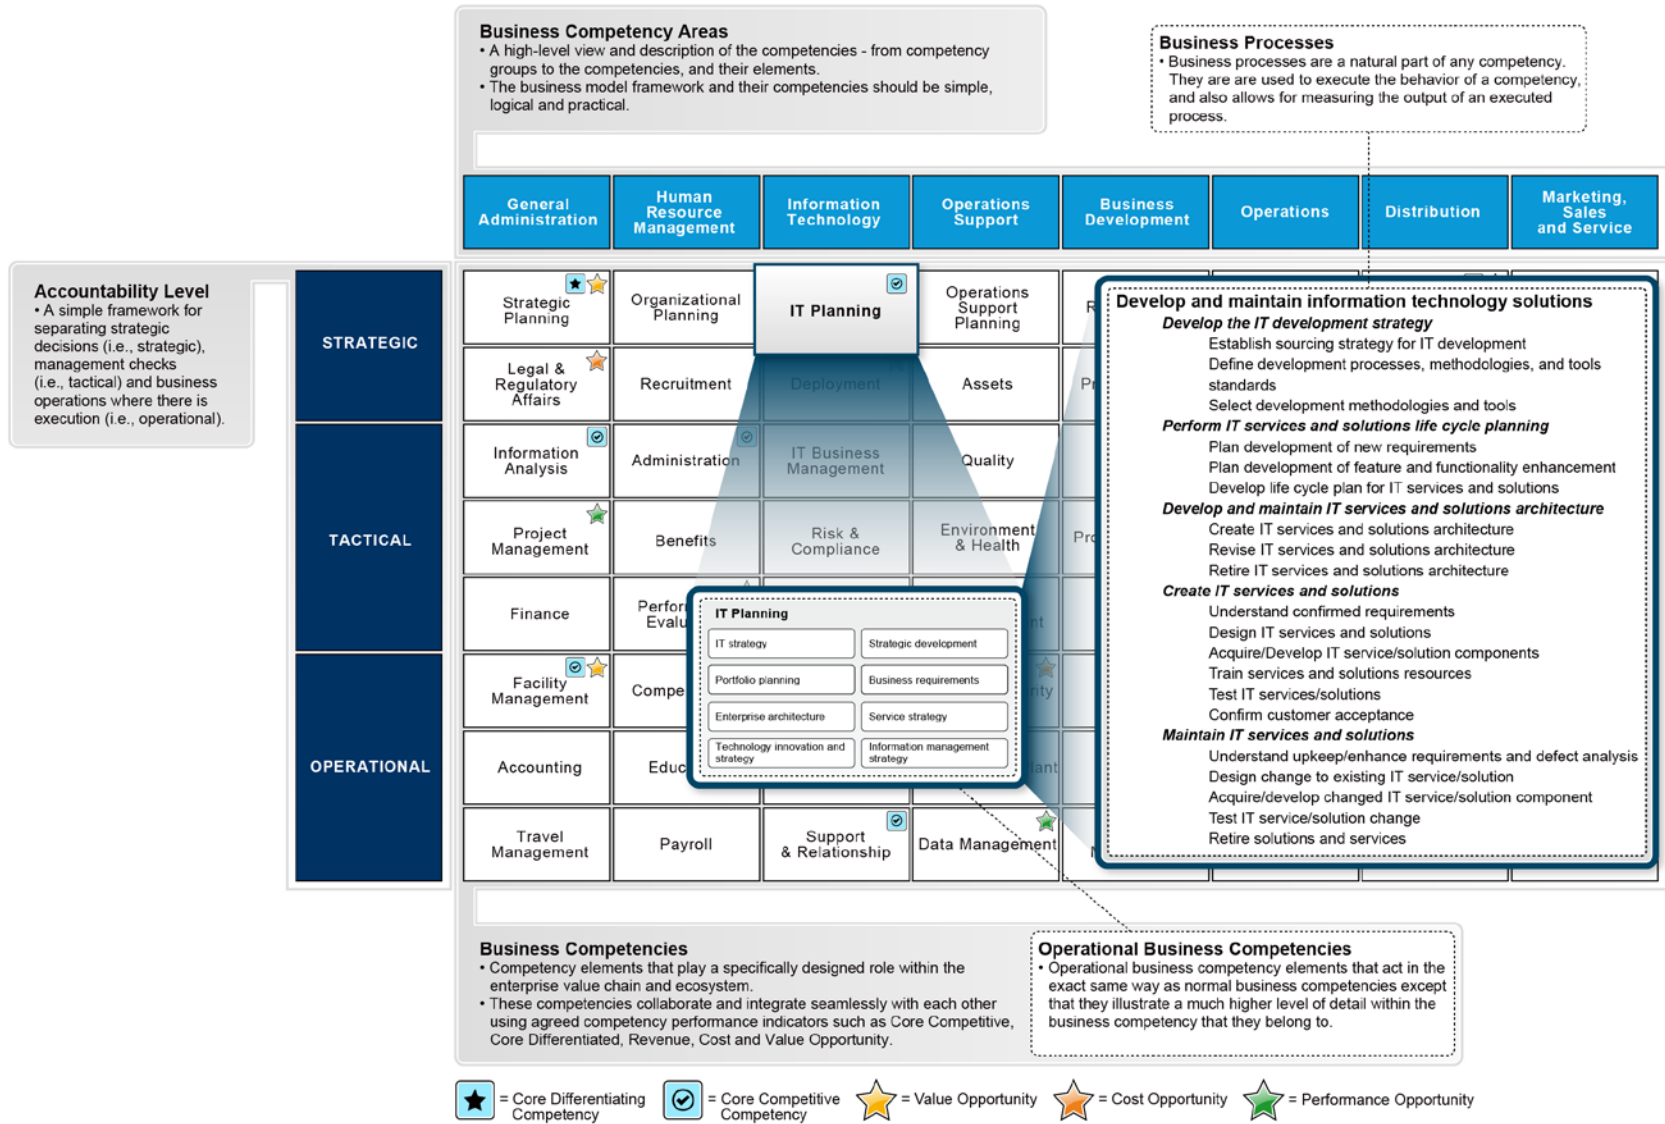 Business Competency Areas
• A high-level view and description of the competencies - from competency
groups to the competencies, and their elements.
• The business model framework and their competencies should be simple,
logical and practical.
Business Processes
• Business processes are a natural part of any competency.
They are are used to execute the behavior of a competency,
and also allows for measuring the output of an executed
process.
General
Administration
Human
Resource
Management
Information
Technology
Operations
Support
Business
Development
Operations
Distribution
Marketing,
Sales
and Service
Accountability Level
• A simple framework for
separating strategic
decisions (i.e., strategic),
management checks
(i.e., tactical) and business
operations where there is
execution (i.e., operational).
STRATEGIC
TACTICAL
OPERATIONAL
Strategic
Planning
Organizational
Planning
IT Planning
Operations
Support
Planning
Legal &
Regulatory
Affairs
Recruitment
Deployment
Assets
Information
Analysis
Administration
IT Business
Management
Quality
Project
Management
Benefits
Risk &
Compliance
Environment
& Health
Finance
Facility
Management
Accounting
Travel
Management
Payroll
Support
& Relationship
Data Management
IT Planning
IT strategy
Strategic development
Portfolio planning
Business requirements
Enterprise architecture
Service strategy
Technology innovation and
strategy
Information management
strategy
Develop and maintain information technology solutions
Develop the IT development strategy
Establish sourcing strategy for IT development
Define development processes, methodologies, and tools
standards
Select development methodologies and tools
Perform IT services and solutions life cycle planning
Plan development of new requirements
Plan development of feature and functionality enhancement
Develop life cycle plan for IT services and solutions
Develop and maintain IT services and solutions architecture
Create IT services and solutions architecture
Revise IT services and solutions architecture
Retire IT services and solutions architecture
Create IT services and solutions
Understand confirmed requirements
Design IT services and solutions
Acquire/Develop IT service/solution components
Train services and solutions resources
Test IT services/solutions
Confirm customer acceptance
Maintain IT services and solutions
Understand upkeep/enhance requirements and defect analysis
Design change to existing IT service/solution
Acquire/develop changed IT service/solution component
Test IT service/solution change
Retire solutions and services
Business Competencies
• Competency elements that play a specifically designed role within the
enterprise value chain and ecosystem.
• These competencies collaborate and integrate seamlessly with each other
using agreed competency performance indicators such as Core Competitive,
Core Differentiated, Revenue, Cost and Value Opportunity.
Operational Business Competencies
• Operational business competency elements that act in the
exact same way as normal business competencies except
that they illustrate a much higher level of detail within the
business competency that they belong to.
= Core Differentiating
Competency
= Core Competitive
Competency
= Value Opportunity
= Cost Opportunity
= Performance Opportunity